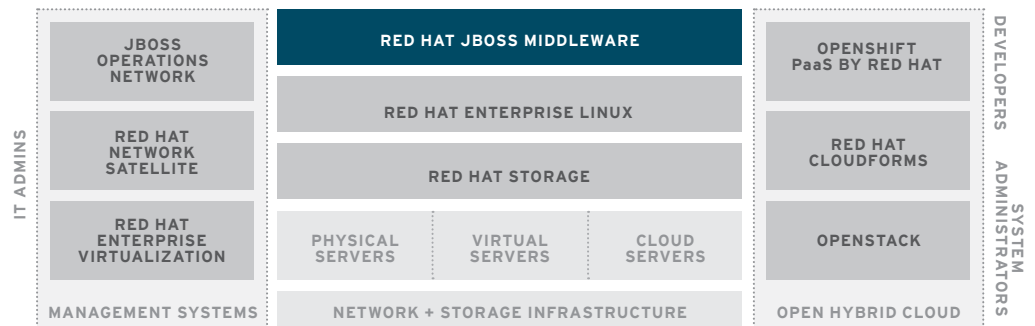 IT ADMINS
JBOSS
OPERATIONS
NETWORK
RED HAT
NETWORK
SATELLITE
RED HAT
ENTERPRISE
VIRTUALIZATION
MANAGEMENT SYSTEMS
RED HAT JBOSS MIDDLEWARE
RED HAT ENTERPRISE LINUX
RED HAT STORAGE
PHYSICAL
SERVERS
VIRTUAL
SERVERS
CLOUD
SERVERS
NETWORK + STORAGE INFRASTRUCTURE
OPENSHIFT
PaaS BY RED HAT
RED HAT
CLOUDFORMS
OPENSTACK
OPEN HYBRID CLOUD
DEVELOPERS
SYSTEM
ADMINISTRATORS